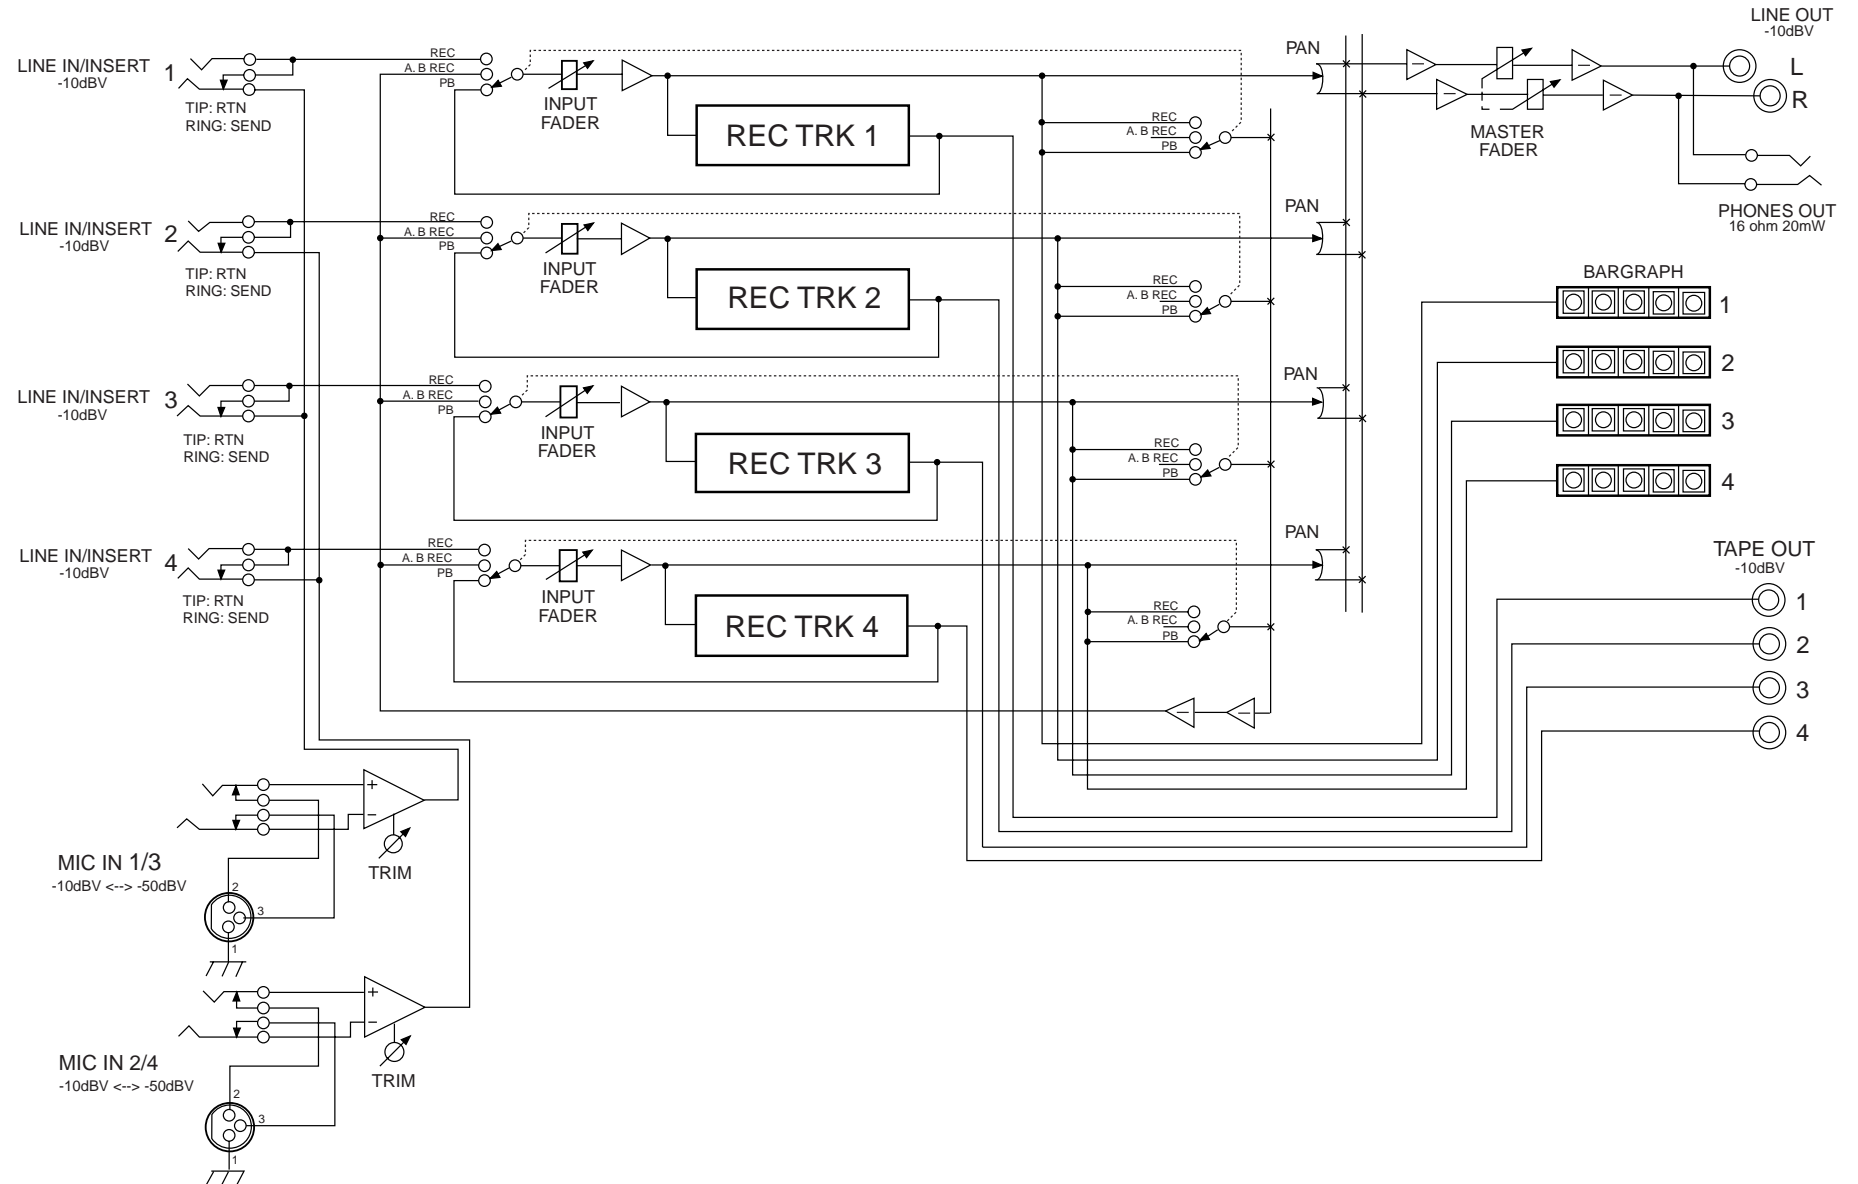 LINE OUT
-10dBV
L
R
MASTER
FADER
PHONES OUT
16 ohm 20mW
LINE IN/INSERT 1
-10dBV
TIP: RTN
RING: SEND
REC
A. B REC
PB
INPUT
FADER
REC TRK 1
REC
A. B REC
PB
PAN
LINE IN/INSERT 2
-10dBV
TIP: RTN
RING: SEND
REC
A. B REC
PB
INPUT
FADER
REC TRK 2
REC
A. B REC
PB
PAN
LINE IN/INSERT 3
-10dBV
TIP: RTN
RING: SEND
REC
A. B REC
PB
INPUT
FADER
REC TRK 3
REC
A. B REC
PB
PAN
LINE IN/INSERT 4
-10dBV
TIP: RTN
RING: SEND
REC
A. B REC
PB
INPUT
FADER
REC TRK 4
REC
A. B REC
PB
PAN
BARGRAPH
1
2
3
4
TAPE OUT
-10dBV
1
2
3
4
+
−
TRIM
MIC IN 1/3
-10dBV <--> -50dBV
2
3
1
+
−
TRIM
MIC IN 2/4
-10dBV <--> -50dBV
2
3
1